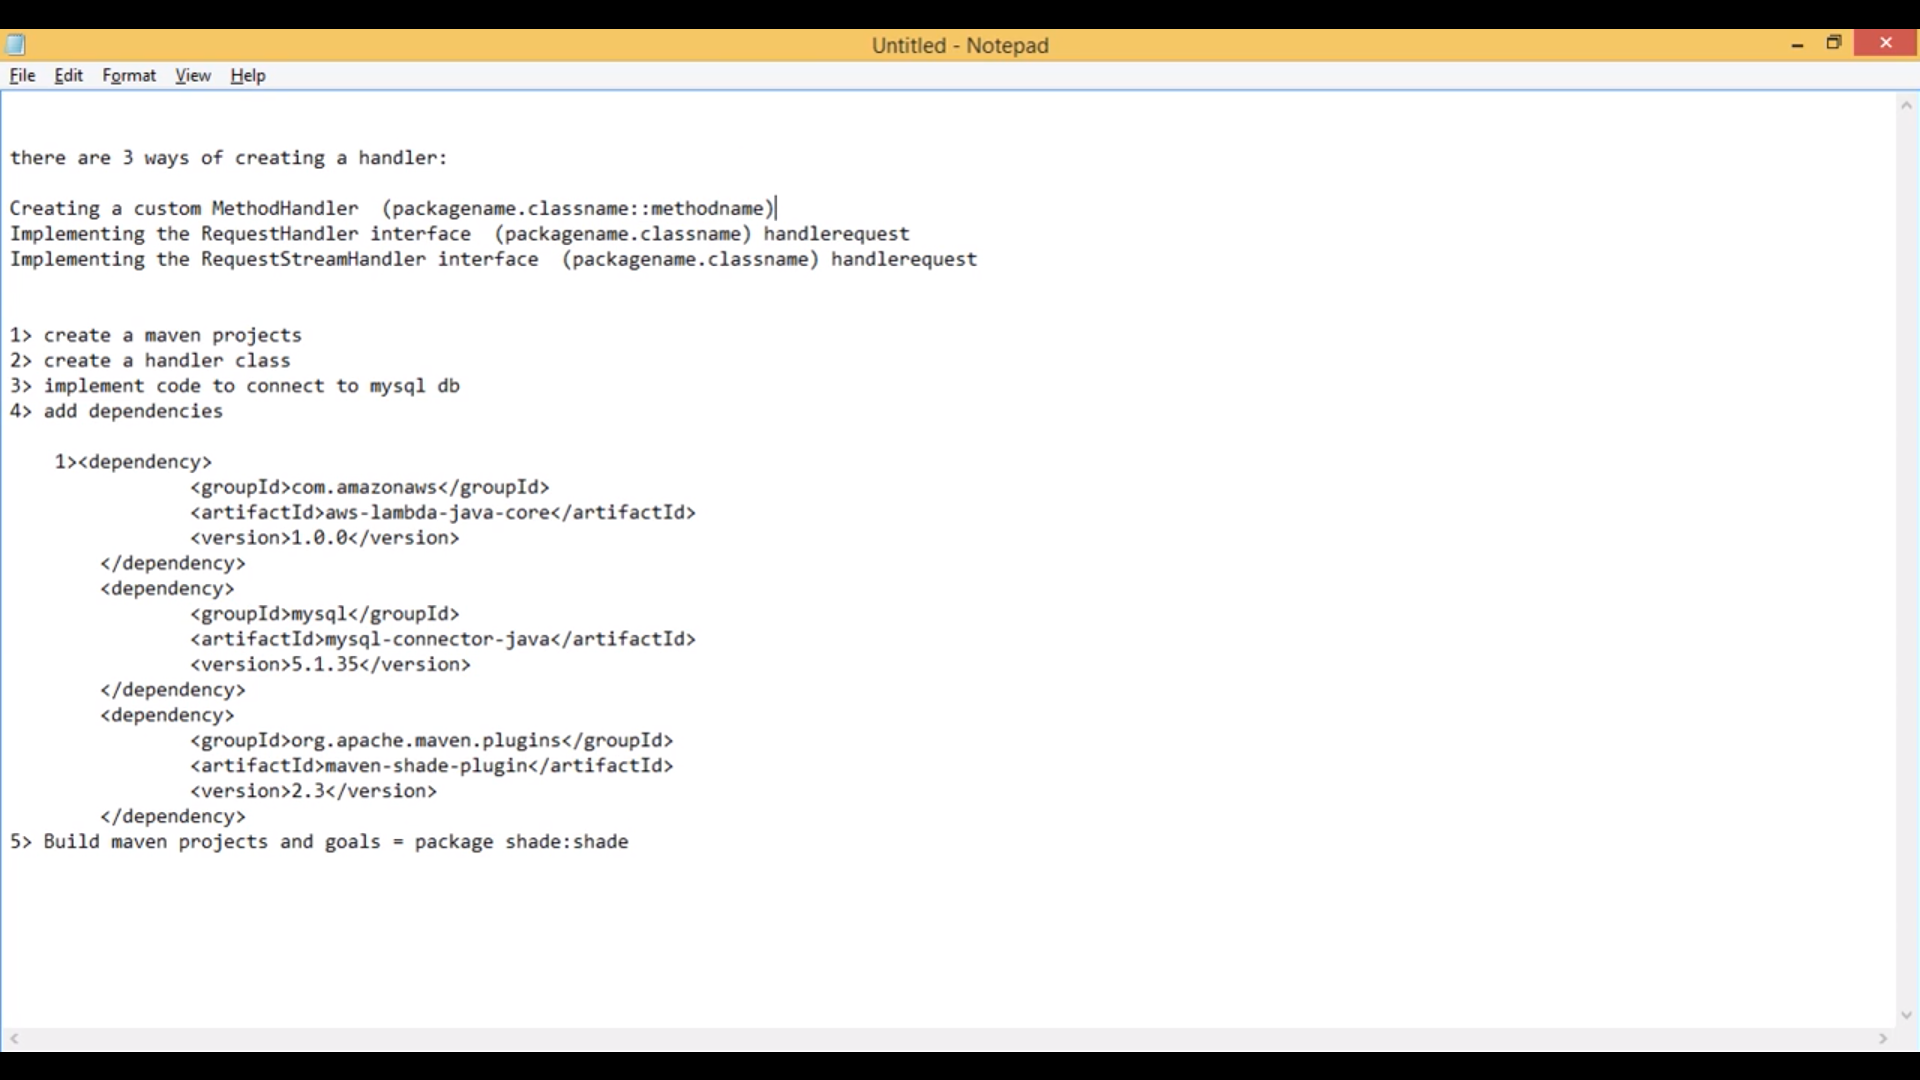 Untitled - Notepad
File Edit Format View Help
there are 3 ways of creating a handler:
Creating a custom MethodHandler  (packagename.classname::methodname)
Implementing the RequestHandler interface  (packagename.classname) handlerequest
Implementing the RequestStreamHandler interface  (packagename.classname) handlerequest
1> create a maven projects
2> create a handler class
3> implement code to connect to mysql db
4> add dependencies
1><dependency>
<groupId>com.amazonaws</groupId>
<artifactId>aws-lambda-java-core</artifactId>
<version>1.0.0</version>
</dependency>
<dependency>
<groupId>mysql</groupId>
<artifactId>mysql-connector-java</artifactId>
<version>5.1.35</version>
</dependency>
<dependency>
<groupId>org.apache.maven.plugins</groupId>
<artifactId>maven-shade-plugin</artifactId>
<version>2.3</version>
</dependency>
5> Build maven projects and goals = package shade:shade